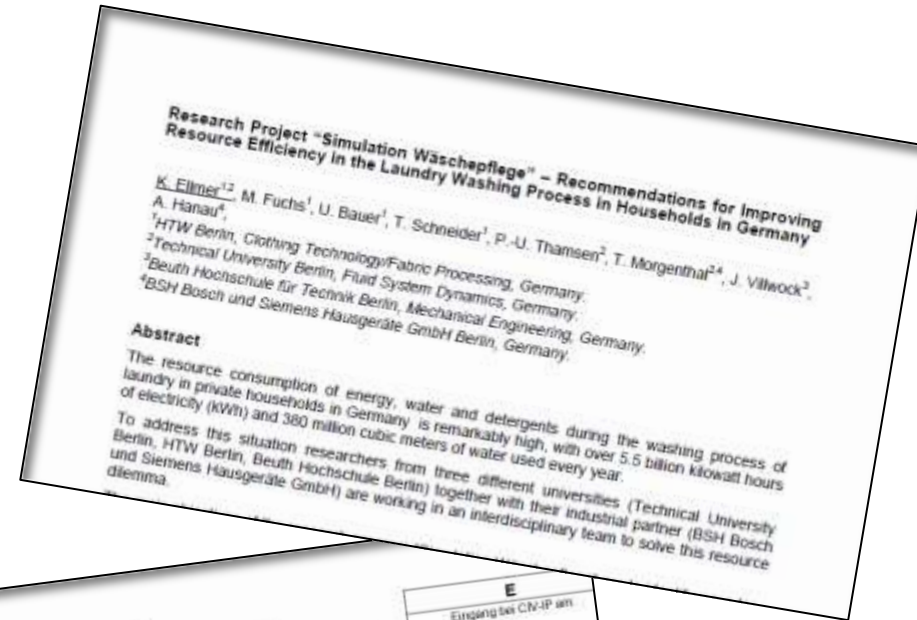 Research Project "Simulation Wäschepflege" – Recommendations for Improving
Resource Efficiency in the Laundry Washing Process in Households in Germany
K. Ellmer1,2, M. Fuchs1, U. Bauer1, T. Schneider1, P.-U. Thamsen2, T. Morgenthal2,4, J. Villwock3,
A. Hanau4,
1HTW Berlin, Clothing Technology/Fabric Processing, Germany.
2Technical University Berlin, Fluid System Dynamics, Germany.
3Beuth Hochschule für Technik Berlin, Mechanical Engineering, Germany.
4BSH Bosch und Siemens Hausgeräte GmbH Berlin, Germany.
Abstract
The resource consumption of energy, water and detergents during the washing process of
laundry in private households in Germany is remarkably high, with over 5.5 billion kilowatt hours
of electricity (kWh) and 380 million cubic meters of water used every year.
To address this situation researchers from three different universities (Technical University
Berlin, HTW Berlin, Beuth Hochschule Berlin) together with their industrial partner (BSH Bosch
und Siemens Hausgeräte GmbH) are working in an interdisciplinary team to solve this resource
dilemma.
E
Eingang bei CIV-IP am